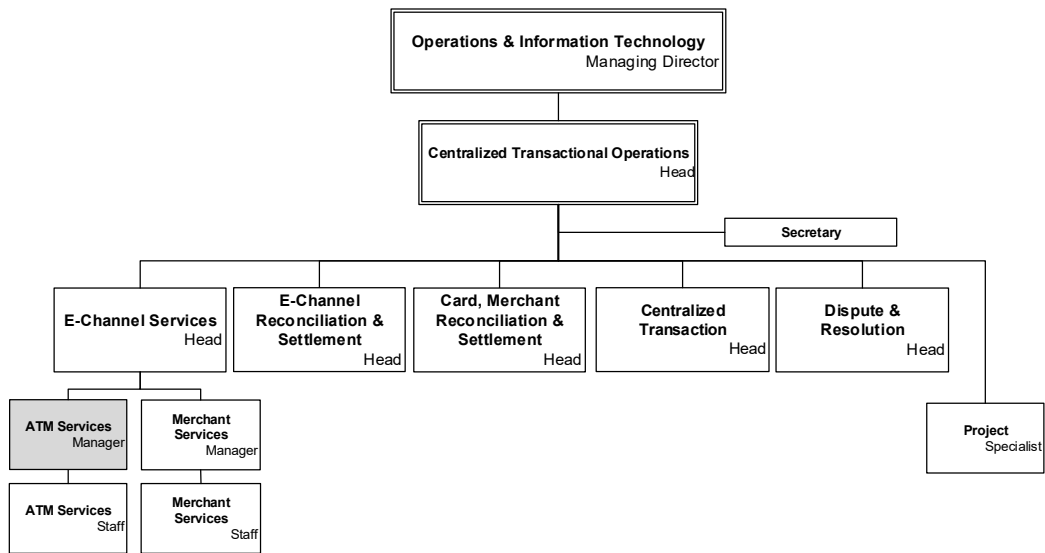 Operations & Information Technology
Managing Director
Centralized Transactional Operations
Head
Secretary
E-Channel Services
Head
E-Channel
Reconciliation &
Settlement
Head
Card, Merchant
Reconciliation &
Settlement
Head
Centralized
Transaction
Head
Dispute &
Resolution
Head
ATM Services
Manager
Merchant
Services
Manager
Project
Specialist
ATM Services
Staff
Merchant
Services
Staff